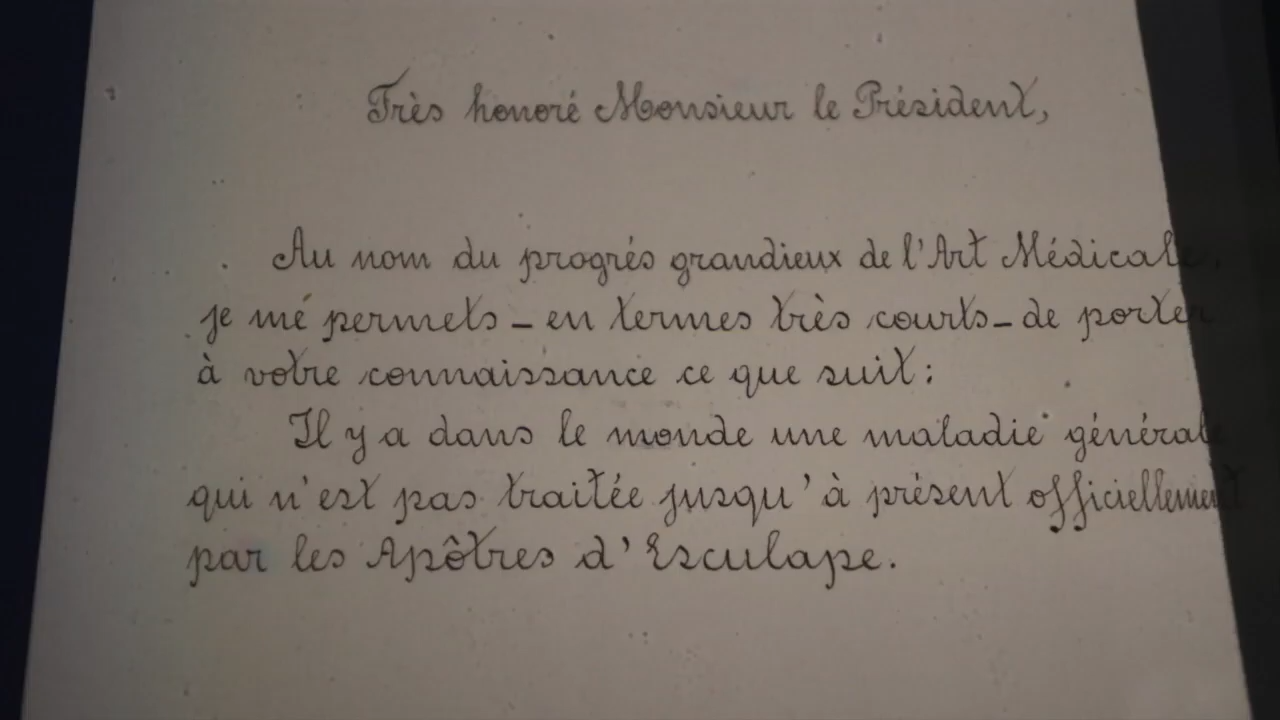 Très honoré Monsieur le Président,
Au nom du progrés grandieux de l'Art Médicale,
je mé permets – en termes très courts – de porter
à votre connaissance ce que suit:
Il y a dans le monde une maladie générale
qui n'est pas traitée jusqu'à présent officiellement
par les Apôtres d'Esculape.